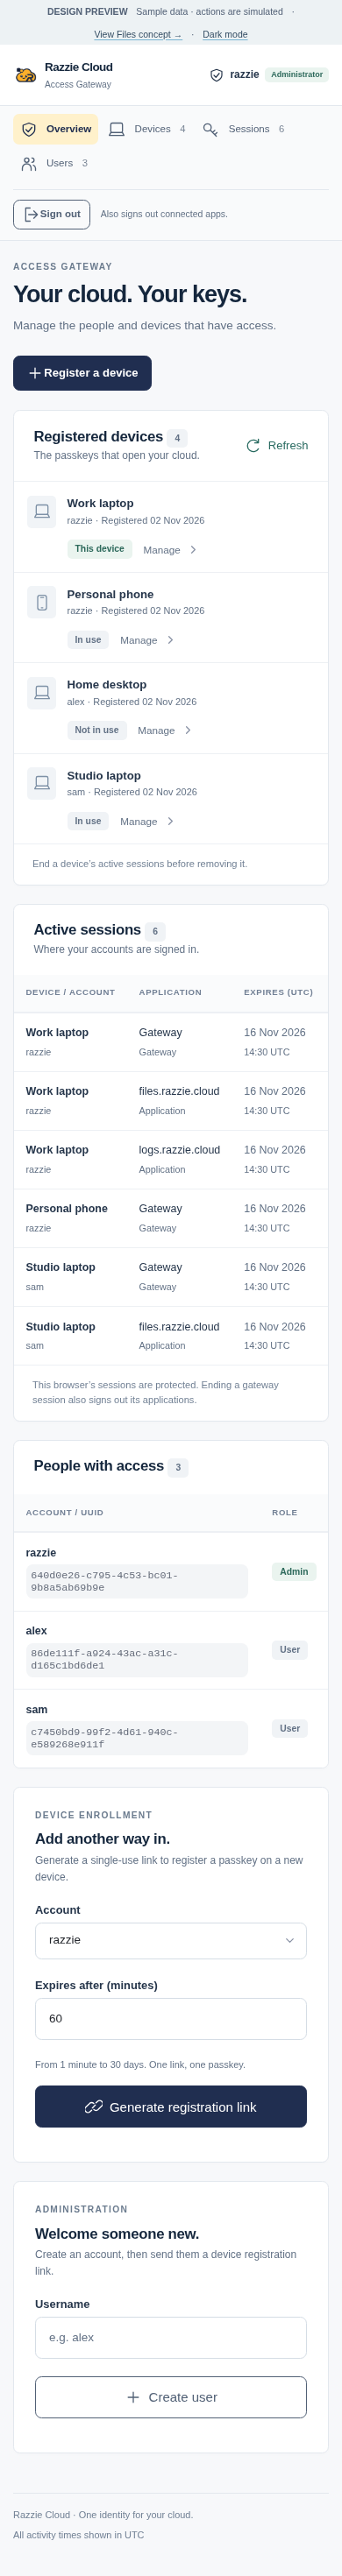 DESIGN PREVIEW Sample data · actions are simulated ·
View Files concept → · Dark mode
Razzie Cloud
Access Gateway
razzie Administrator
Overview Devices 4 Sessions 6
Users 3
Sign out Also signs out connected apps.
ACCESS GATEWAY
Your cloud. Your keys.
Manage the people and devices that have access.
Register a device
Registered devices 4
The passkeys that open your cloud.
Refresh
Work laptop
razzie · Registered 02 Nov 2026
This device Manage
Personal phone
razzie · Registered 02 Nov 2026
In use Manage
Home desktop
alex · Registered 02 Nov 2026
Not in use Manage
Studio laptop
sam · Registered 02 Nov 2026
In use Manage
End a device's active sessions before removing it.
Active sessions 6
Where your accounts are signed in.
DEVICE / ACCOUNT APPLICATION EXPIRES (UTC)
Work laptop Gateway 16 Nov 2026
razzie Gateway 14:30 UTC
Work laptop files.razzie.cloud 16 Nov 2026
razzie Application 14:30 UTC
Work laptop logs.razzie.cloud 16 Nov 2026
razzie Application 14:30 UTC
Personal phone Gateway 16 Nov 2026
razzie Gateway 14:30 UTC
Studio laptop Gateway 16 Nov 2026
sam Gateway 14:30 UTC
Studio laptop files.razzie.cloud 16 Nov 2026
sam Application 14:30 UTC
This browser's sessions are protected. Ending a gateway
session also signs out its applications.
People with access 3
ACCOUNT / UUID ROLE
razzie
640d0e26-c795-4c53-bc01-
9b8a5ab69b9e
Admin
alex
86de111f-a924-43ac-a31c-
d165c1bd6de1
User
sam
c7450bd9-99f2-4d61-940c-
e589268e911f
User
DEVICE ENROLLMENT
Add another way in.
Generate a single-use link to register a passkey on a new
device.
Account
razzie
Expires after (minutes)
60
From 1 minute to 30 days. One link, one passkey.
Generate registration link
ADMINISTRATION
Welcome someone new.
Create an account, then send them a device registration
link.
Username
e.g. alex
Create user
Razzie Cloud · One identity for your cloud.
All activity times shown in UTC